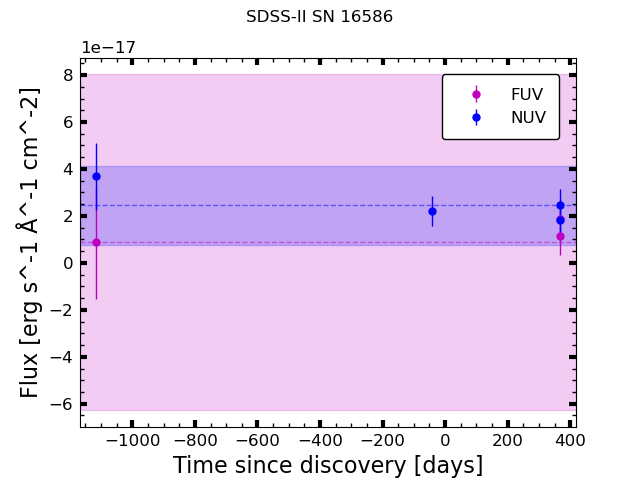 SDSS-II SN 16586
1e−17
FUV
NUV
8
6
4
2
0
−2
−4
−6
Flux [erg s^-1 Å^-1 cm^-2]
−1000 −800 −600 −400 −200 0 200 400
Time since discovery [days]